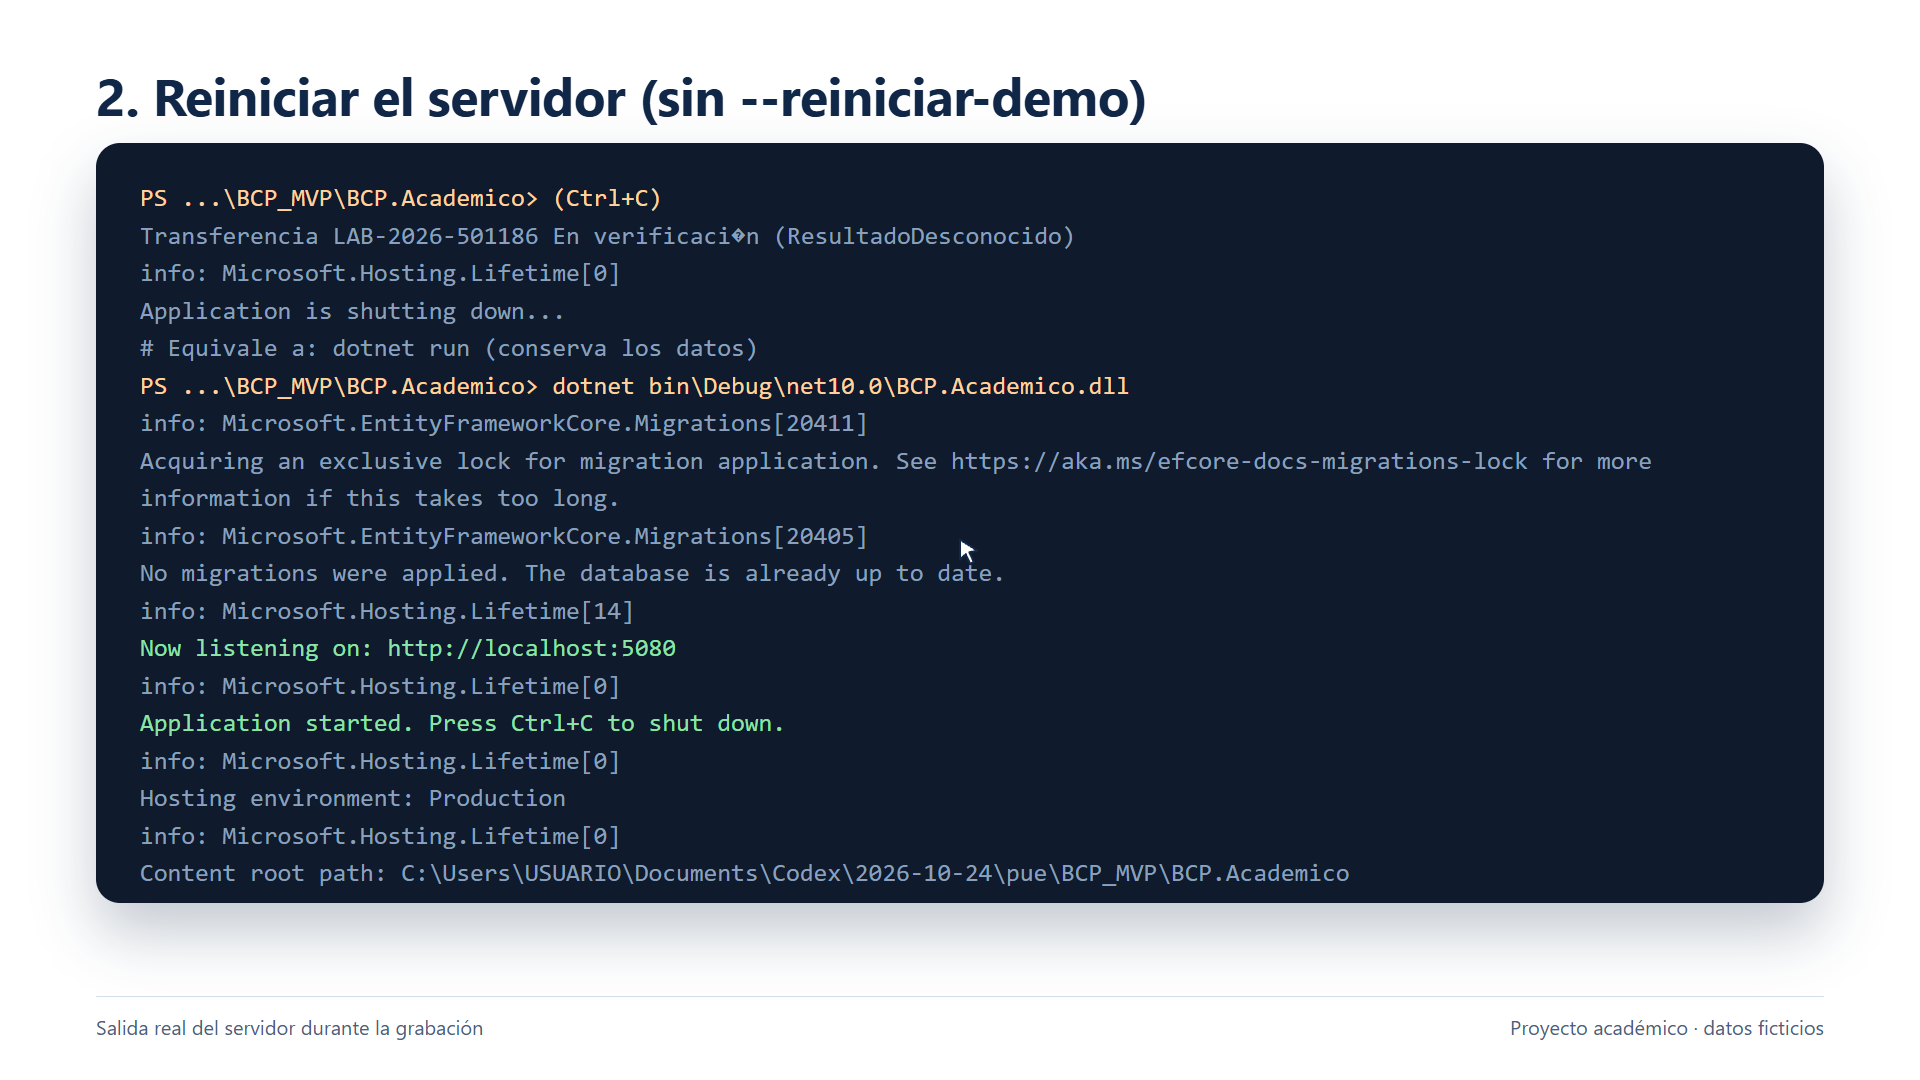 2. Reiniciar el servidor (sin --reiniciar-demo)
PS ...\BCP_MVP\BCP.Academico> (Ctrl+C)
Transferencia LAB-2026-501186 En verificaci�n (ResultadoDesconocido)
info: Microsoft.Hosting.Lifetime[0]
Application is shutting down...
# Equivale a: dotnet run (conserva los datos)
PS ...\BCP_MVP\BCP.Academico> dotnet bin\Debug\net10.0\BCP.Academico.dll
info: Microsoft.EntityFrameworkCore.Migrations[20411]
Acquiring an exclusive lock for migration application. See https://aka.ms/efcore-docs-migrations-lock for more
information if this takes too long.
info: Microsoft.EntityFrameworkCore.Migrations[20405]
No migrations were applied. The database is already up to date.
info: Microsoft.Hosting.Lifetime[14]
Now listening on: http://localhost:5080
info: Microsoft.Hosting.Lifetime[0]
Application started. Press Ctrl+C to shut down.
info: Microsoft.Hosting.Lifetime[0]
Hosting environment: Production
info: Microsoft.Hosting.Lifetime[0]
Content root path: C:\Users\USUARIO\Documents\Codex\2026-10-24\pue\BCP_MVP\BCP.Academico
Salida real del servidor durante la grabación
Proyecto académico · datos ficticios